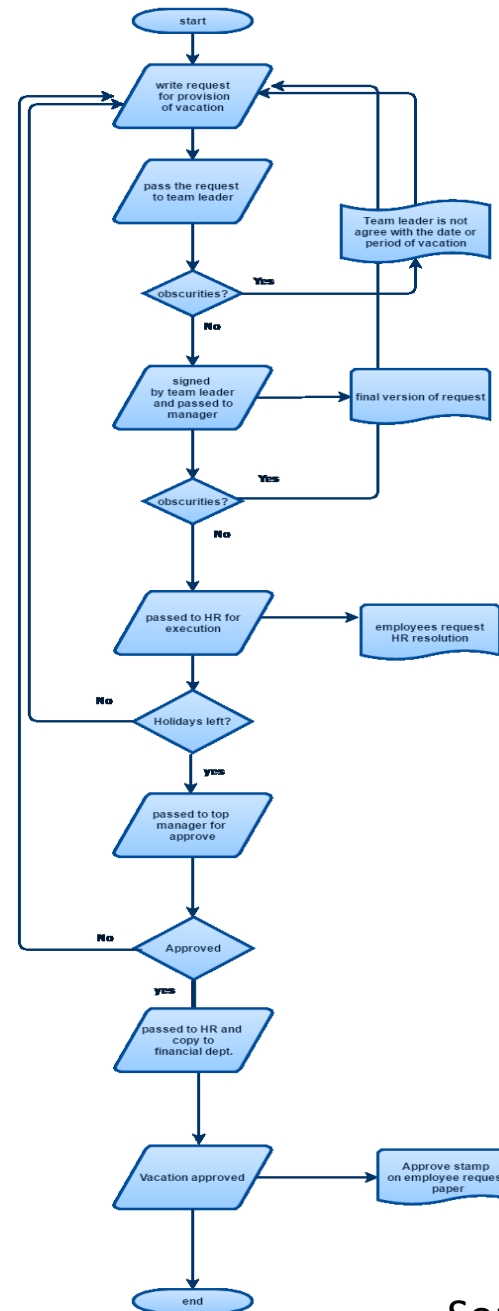 start
write request
for provision
of vacation
pass the request
to team leader
Team leader is not
agree with the date or
period of vacation
obscurities?
Yes
No
signed
by team leader
and passed to
manager
final version of request
obscurities?
Yes
No
passed to HR for
execution
employees request
HR resolution
Holidays left?
No
yes
passed to top
manager for
approve
Approved
No
yes
passed to HR and
copy to
financial dept.
Vacation approved
Approve stamp
on employee reques
paper
end